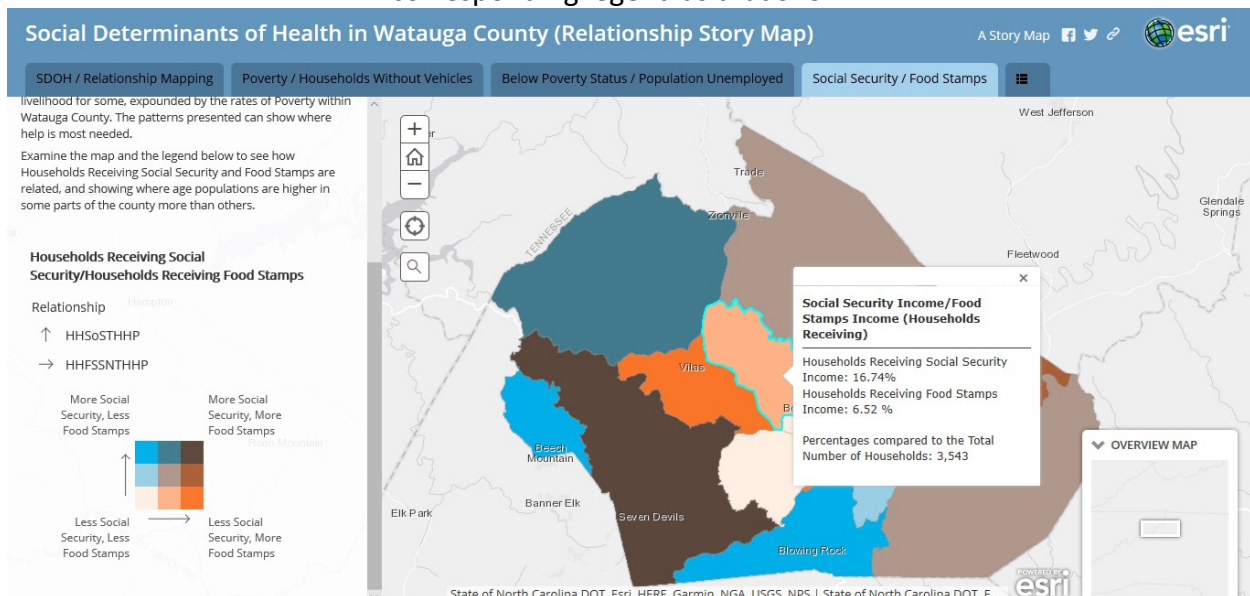 Social Determinants of Health in Watauga County (Relationship Story Map)
A Story Map
esri
SDOH / Relationship Mapping
Poverty / Households Without Vehicles
Below Poverty Status / Population Unemployed
Social Security / Food Stamps
livelihood for some, expounded by the rates of Poverty within
Watauga County. The patterns presented can show where
help is most needed.
Examine the map and the legend below to see how
Households Receiving Social Security and Food Stamps are
related, and showing where age populations are higher in
some parts of the county more than others.
Households Receiving Social
Security/Households Receiving Food Stamps
Relationship
Hampton
↑ HHSoSTHHP
→ HHFSSNTHHP
More Social
Security, Less
Food Stamps
More Social
Security, More
Food Stamps
Roan Mountain
Less Social
Security, Less
Food Stamps
Less Social
Security, More
Food Stamps
West Jefferson
Trade
Glendale
Springs
Zionville
TENNESSEE
Fleetwood
Vilas
Beech
Mountain
Banner Elk
Elk Park
Seven Devils
Blowing Rock
Social Security Income/Food
Stamps Income (Households
Receiving)
Households Receiving Social Security
Income: 16.74%
Households Receiving Food Stamps
Income: 6.52 %
Percentages compared to the Total
Number of Households: 3,543
OVERVIEW MAP
POWERED BY
esri
State of North Carolina DOT, Esri, HERE, Garmin, NGA, USGS, NPS | State of North Carolina DOT, E